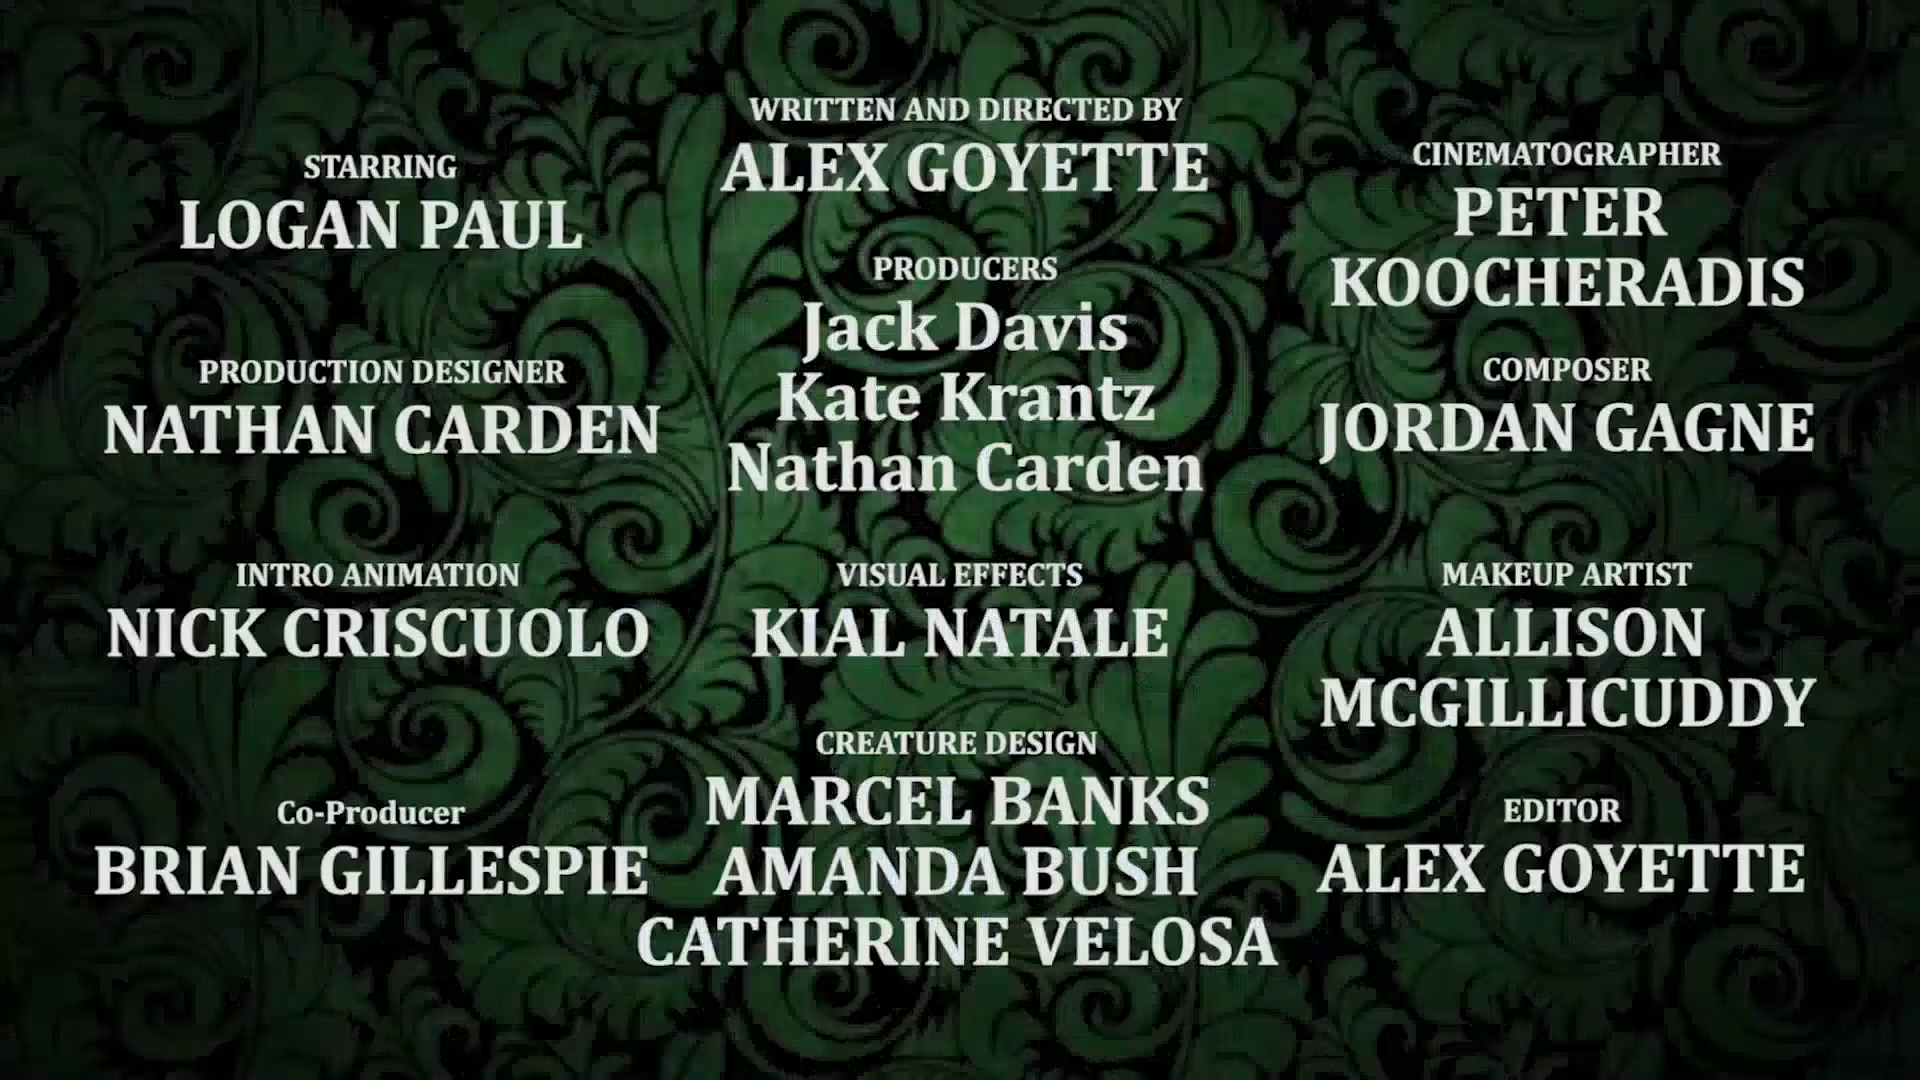 STARRING
LOGAN PAUL
WRITTEN AND DIRECTED BY
ALEX GOYETTE
CINEMATOGRAPHER
PETER
KOOCHERADIS
PRODUCERS
Jack Davis
Kate Krantz
Nathan Carden
PRODUCTION DESIGNER
NATHAN CARDEN
COMPOSER
JORDAN GAGNE
INTRO ANIMATION
NICK CRISCUOLO
VISUAL EFFECTS
KIAL NATALE
MAKEUP ARTIST
ALLISON
MCGILLICUDDY
Co-Producer
BRIAN GILLESPIE
CREATURE DESIGN
MARCEL BANKS
AMANDA BUSH
CATHERINE VELOSA
EDITOR
ALEX GOYETTE